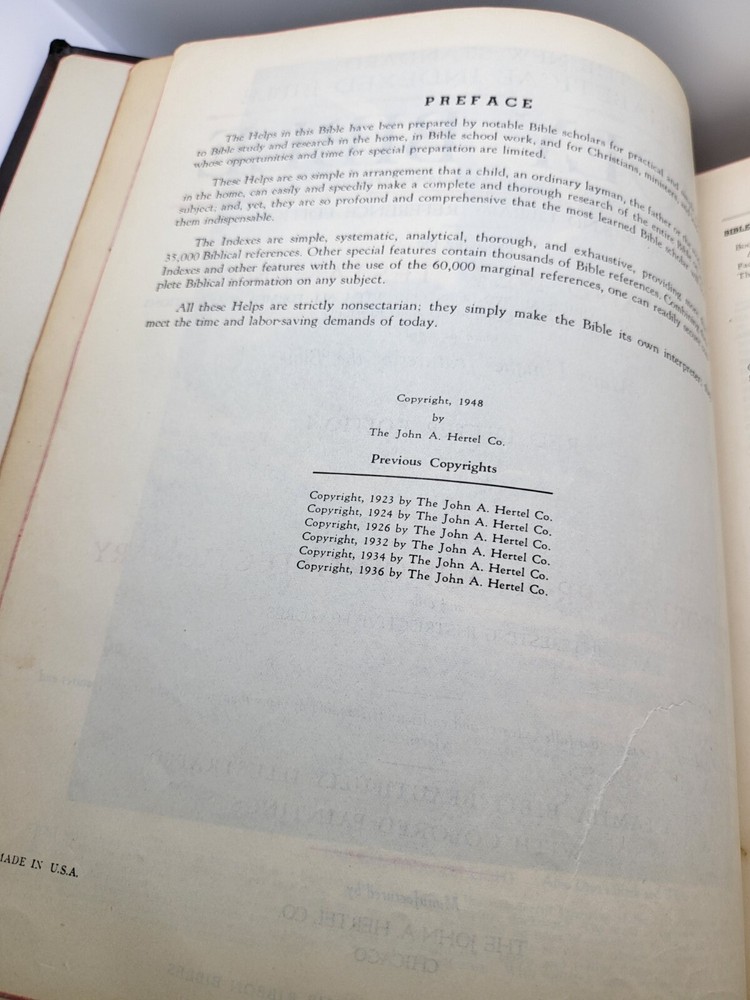 PREFACE
The Helps in this Bible have been prepared by notable Bible scholars for practical and
to Bible study and research in the home, in Bible school work, and for Christians, ministers, and
whose opportunities and time for special preparation are limited.
These Helps are so simple in arrangement that a child, an ordinary layman, the father or the
in the home, can easily and speedily make a complete and thorough research of the entire Bible
subject; and, yet, they are so profound and comprehensive that the most learned Bible scholar
them indispensable.
The Indexes are simple, systematic, analytical, thorough, and exhaustive, providing
35,000 Biblical references. Other special features contain thousands of Bible references. Combining
Indexes and other features with the use of the 60,000 marginal references, one can readily
plete Biblical information on any subject.
All these Helps are strictly nonsectarian; they simply make the Bible its own interpreter,
meet the time and labor-saving demands of today.
Copyright, 1948
by
The John A. Hertel Co.
Previous Copyrights
Copyright, 1923 by The John A. Hertel Co.
Copyright, 1924 by The John A. Hertel Co.
Copyright, 1926 by The John A. Hertel Co.
Copyright, 1932 by The John A. Hertel Co.
Copyright, 1934 by The John A. Hertel Co.
Copyright, 1936 by The John A. Hertel Co.
MADE IN U.S.A.
BIBLE